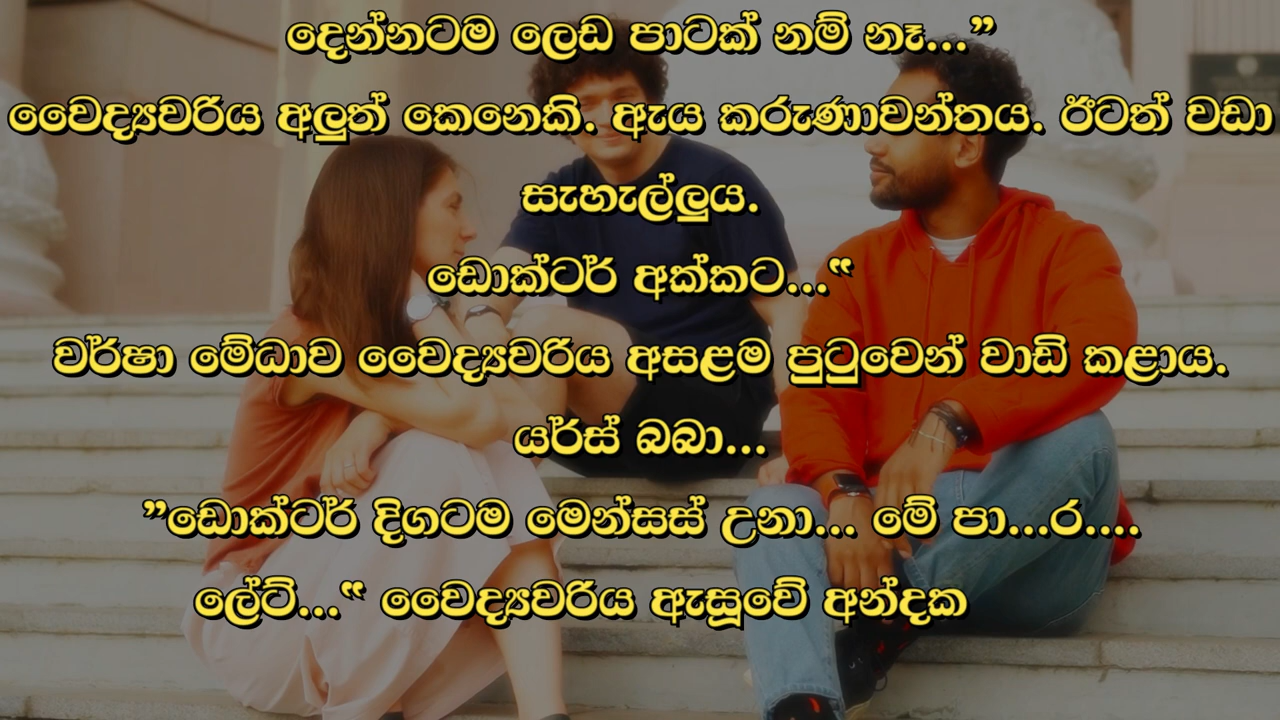 දෙන්නටම ලෙඩ පාටක් නම් නෑ...”
වෛද්‍යවරිය අලුත් කෙනෙකි. ඇය කරුණාවන්තය. ඊටත් වඩා
සැහැල්ලුය.
ඩොක්ටර් අක්කට...‟
වර්ෂා මේධාව වෛද්‍යවරිය අසළම පුටුවෙන් වාඩි කළාය.
යර්ස් බබා...
”ඩොක්ටර් දිගටම මෙන්සස් උනා... මේ පා...ර....
ලේට්...‟ වෛද්‍යවරිය ඇසූවේ අන්දක